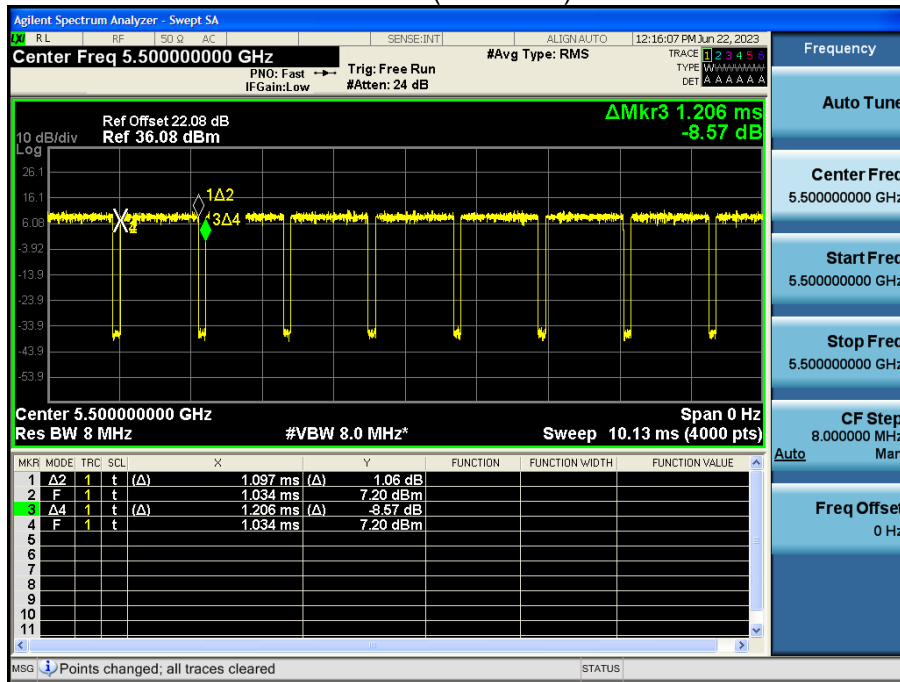 Agilent Spectrum Analyzer - Swept SA
LXI RL RF 50 Ω AC SENSE:INT ALIGN AUTO 12:16:07 PM Jun 22, 2023
Center Freq 5.500000000 GHz #Avg Type: RMS TRACE 1 2 3 4 5 6
PNO: Fast Trig: Free Run TYPE WWWWWW
IFGain:Low #Atten: 24 dB DET A A A A A A
Ref Offset 22.08 dB ΔMkr3 1.206 ms
10 dB/div Ref 36.08 dBm -8.57 dB
Log
26.1
16.1
6.08
-3.92
-13.9
-23.9
-33.9
-43.9
-53.9
1Δ2
3Δ4
Center 5.500000000 GHz Span 0 Hz
Res BW 8 MHz #VBW 8.0 MHz* Sweep 10.13 ms (4000 pts)
MKR MODE TRC SCL X Y FUNCTION FUNCTION WIDTH FUNCTION VALUE
1 Δ2 1 t (Δ) 1.097 ms (Δ) 1.06 dB
2 F 1 t 1.034 ms 7.20 dBm
3 Δ4 1 t (Δ) 1.206 ms (Δ) -8.57 dB
4 F 1 t 1.034 ms 7.20 dBm
5
6
7
8
9
10
11
MSG Points changed; all traces cleared STATUS
Frequency
Auto Tune
Center Freq
5.500000000 GHz
Start Freq
5.500000000 GHz
Stop Freq
5.500000000 GHz
CF Step
8.000000 MHz
Auto Man
Freq Offset
0 Hz